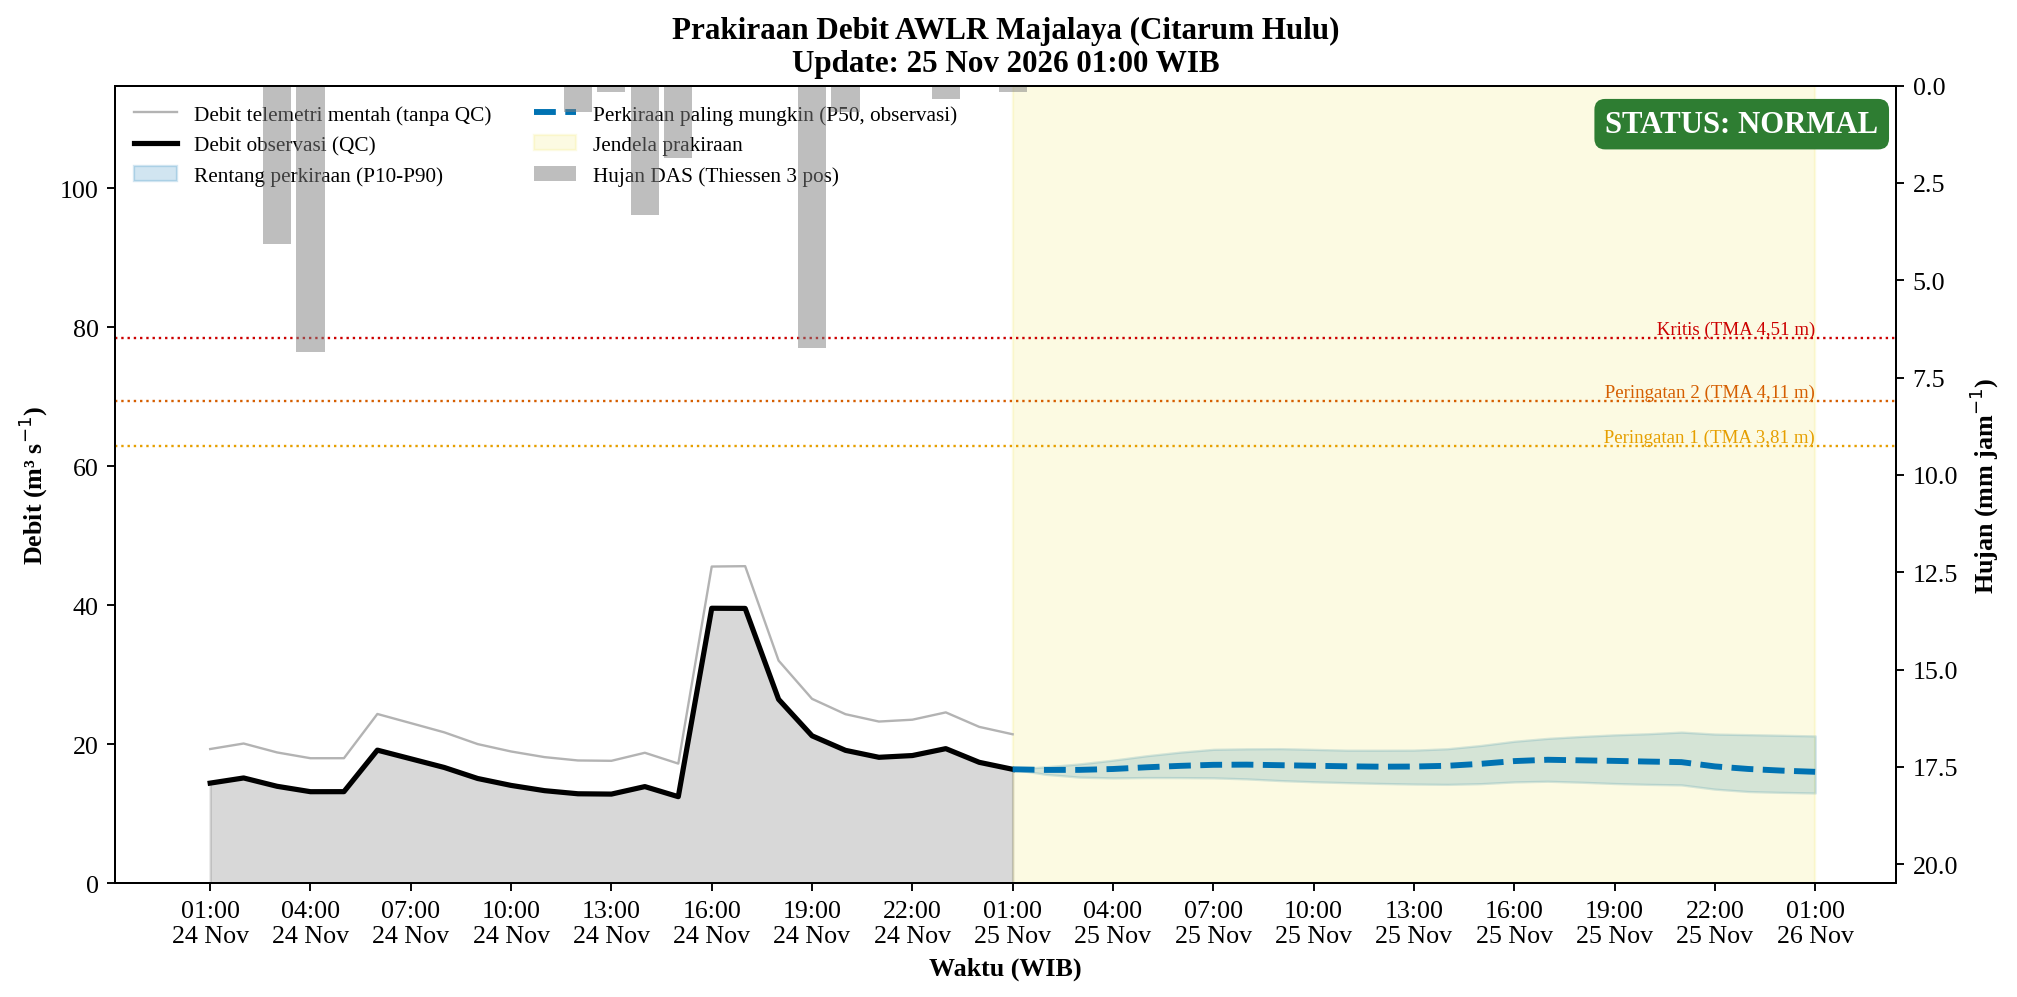 Prakiraan Debit AWLR Majalaya (Citarum Hulu)
Update: 25 Nov 2026 01:00 WIB
Debit telemetri mentah (tanpa QC)
Debit observasi (QC)
Rentang perkiraan (P10-P90)
Perkiraan paling mungkin (P50, observasi)
Jendela prakiraan
Hujan DAS (Thiessen 3 pos)
STATUS: NORMAL
Kritis (TMA 4,51 m)
Peringatan 2 (TMA 4,11 m)
Peringatan 1 (TMA 3,81 m)
Debit (m³ s⁻¹)
100
80
60
40
20
0
0.0
2.5
5.0
7.5
10.0
12.5
15.0
17.5
20.0
Hujan (mm jam⁻¹)
01:00 04:00 07:00 10:00 13:00 16:00 19:00 22:00 01:00 04:00 07:00 10:00 13:00 16:00 19:00 22:00 01:00
24 Nov 24 Nov 24 Nov 24 Nov 24 Nov 24 Nov 24 Nov 24 Nov 25 Nov 25 Nov 25 Nov 25 Nov 25 Nov 25 Nov 25 Nov 25 Nov 26 Nov
Waktu (WIB)